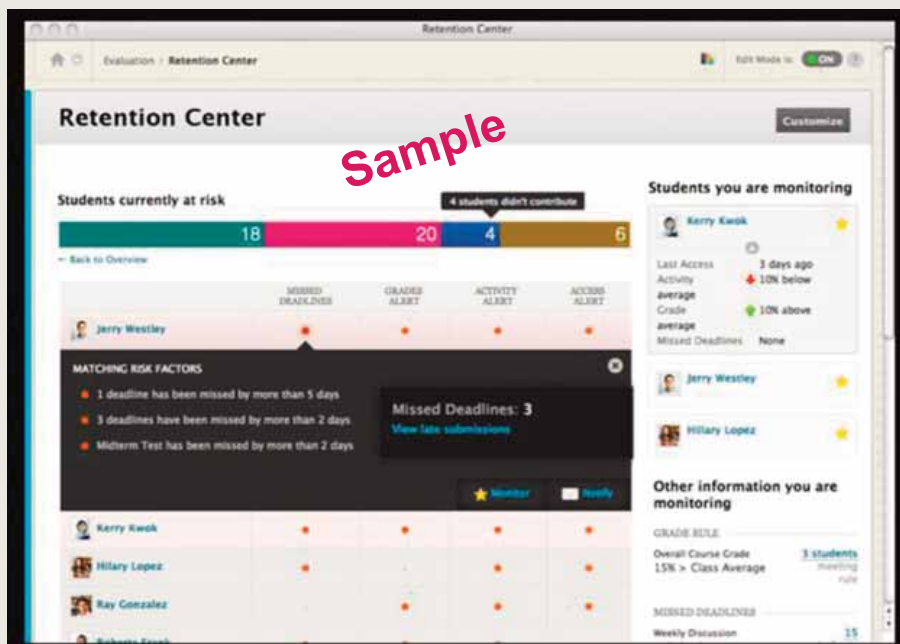 Retention Center
Evaluation > Retention Center
Edit Mode is: ON ?
Retention Center
Customize
Sample
Students currently at risk
4 students didn't contribute
18 20 4 6
← Back to Overview
MISSED DEADLINES
GRADES ALERT
ACTIVITY ALERT
ACCESS ALERT
Jerry Westley
MATCHING RISK FACTORS
1 deadline has been missed by more than 5 days
3 deadlines have been missed by more than 2 days
Midterm Test has been missed by more than 2 days
Missed Deadlines: 3
View late submissions
Monitor
Notify
Kerry Kwok
Hilary Lopez
Ray Gonzalez
Roberto Frank
Students you are monitoring
Kerry Kwok
Last Access 3 days ago
Activity 10% below
average
Grade 10% above
average
Missed Deadlines None
Jerry Westley
Hillary Lopez
Other information you are
monitoring
GRADE RULE
Overall Course Grade 3 students
15% > Class Average meeting
rule
MISSED DEADLINES
Weekly Discussion 15